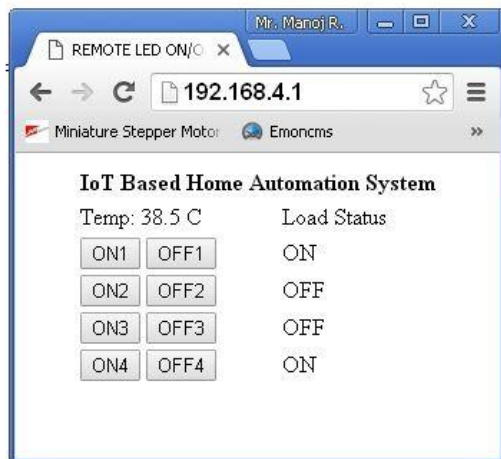 Mr. Manoj R.
REMOTE LED ON/O
192.168.4.1
Miniature Stepper Motor Emoncms »
IoT Based Home Automation System
Temp: 38.5 C Load Status
ON1 OFF1 ON
ON2 OFF2 OFF
ON3 OFF3 OFF
ON4 OFF4 ON